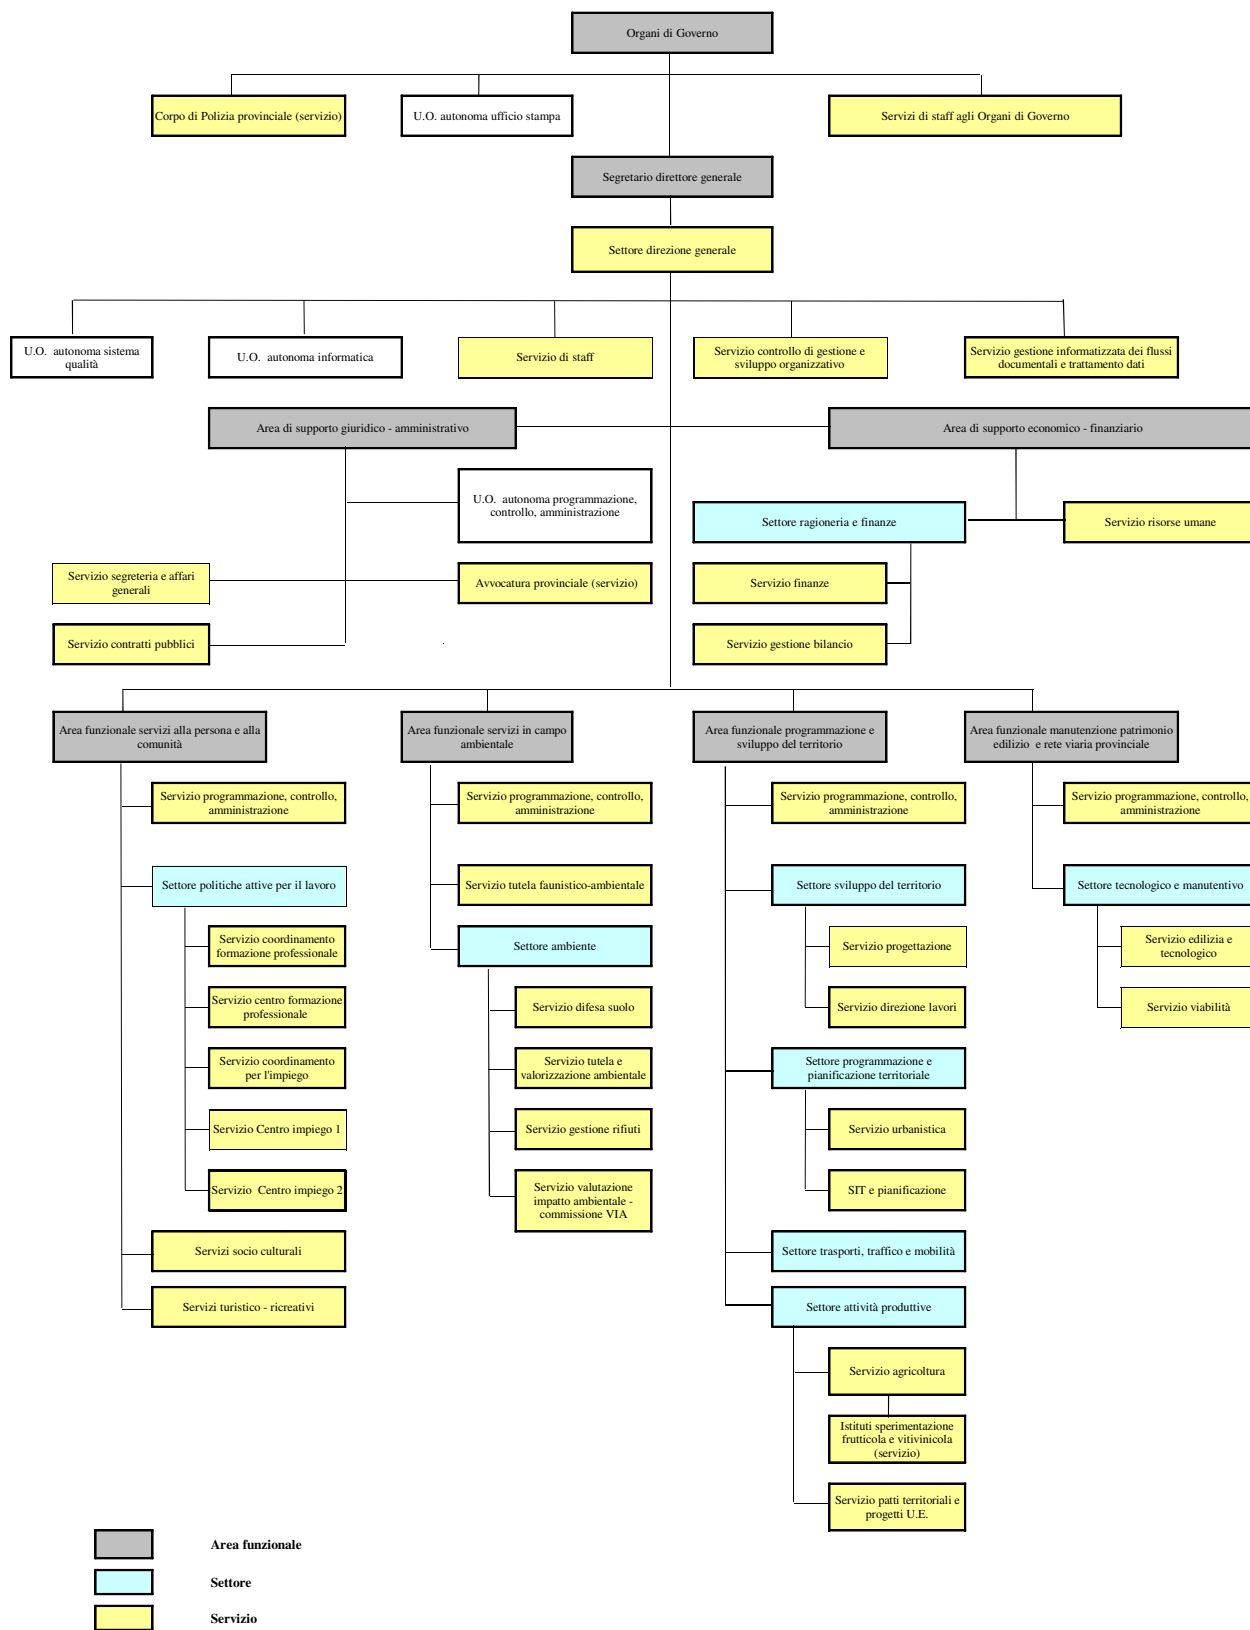 Organi di Governo
Corpo di Polizia provinciale (servizio)
U.O. autonoma ufficio stampa
Servizi di staff agli Organi di Governo
Segretario direttore generale
Settore direzione generale
U.O.  autonoma sistema
qualità
U.O.  autonoma informatica
Servizio di staff
Servizio controllo di gestione e
sviluppo organizzativo
Servizio gestione informatizzata dei flussi
documentali e trattamento dati
Area di supporto giuridico - amministrativo
Area di supporto economico - finanziario
U.O.  autonoma programmazione,
controllo, amministrazione
Settore ragioneria e finanze
Servizio risorse umane
Servizio segreteria e affari
generali
Avvocatura provinciale (servizio)
Servizio finanze
Servizio contratti pubblici
Servizio gestione bilancio
Area funzionale servizi alla persona e alla
comunità
Area funzionale servizi in campo
ambientale
Area funzionale programmazione e
sviluppo del territorio
Area funzionale manutenzione patrimonio
edilizio  e rete viaria provinciale
Servizio programmazione, controllo,
amministrazione
Servizio programmazione, controllo,
amministrazione
Servizio programmazione, controllo,
amministrazione
Servizio programmazione, controllo,
amministrazione
Settore politiche attive per il lavoro
Servizio tutela faunistico-ambientale
Settore sviluppo del territorio
Settore tecnologico e manutentivo
Servizio coordinamento
formazione professionale
Settore ambiente
Servizio progettazione
Servizio edilizia e
tecnologico
Servizio centro formazione
professionale
Servizio difesa suolo
Servizio direzione lavori
Servizio viabilità
Servizio coordinamento
per l'impiego
Servizio tutela e
valorizzazione ambientale
Settore programmazione e
pianificazione territoriale
Servizio Centro impiego 1
Servizio gestione rifiuti
Servizio urbanistica
Servizio  Centro impiego 2
Servizio valutazione
impatto ambientale -
commissione VIA
SIT e pianificazione
Servizi socio culturali
Settore trasporti, traffico e mobilità
Servizi turistico - ricreativi
Settore attività produttive
Servizio agricoltura
Istituti sperimentazione
frutticola e vitivinicola
(servizio)
Servizio patti territoriali e
progetti U.E.
Area funzionale
Settore
Servizio